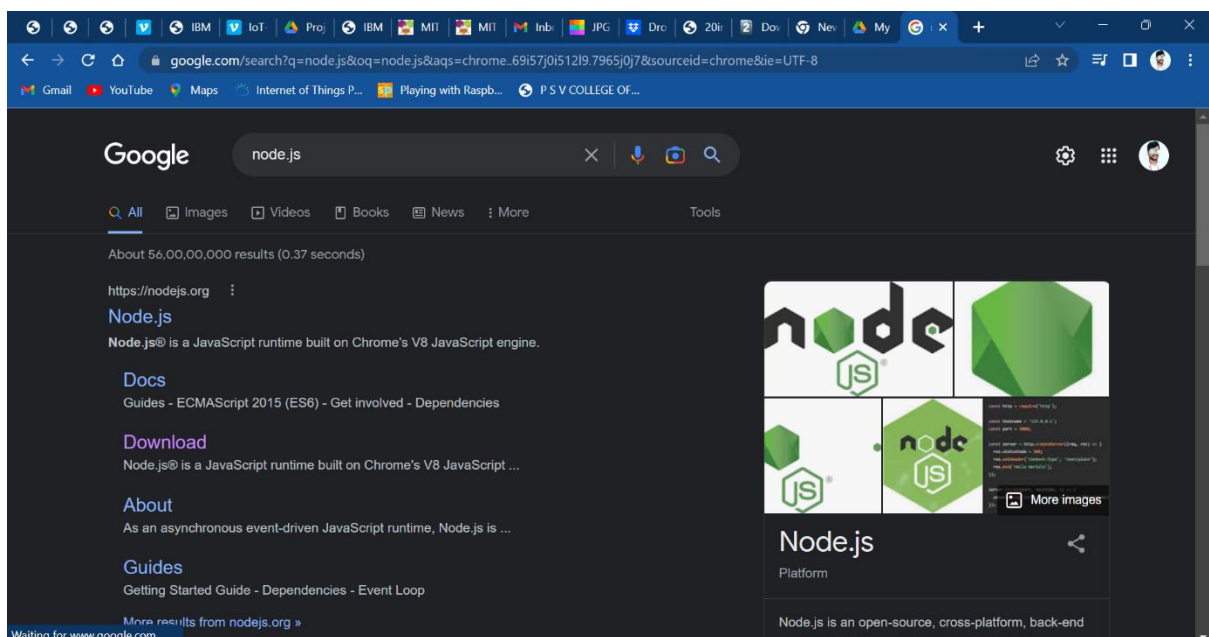 IBM IoT- Proj IBM MIT MIT Inb JPG Dro 20in Dov Nev My
google.com/search?q=node.js&oq=node.js&aqs=chrome..69i57j0i512l9.7965j0j7&sourceid=chrome&ie=UTF-8
Gmail YouTube Maps Internet of Things P... Playing with Raspb... P S V COLLEGE OF...
Google node.js
All Images Videos Books News More Tools
About 56,00,00,000 results (0.37 seconds)
https://nodejs.org
Node.js
Node.js® is a JavaScript runtime built on Chrome's V8 JavaScript engine.
Docs
Guides - ECMAScript 2015 (ES6) - Get involved - Dependencies
Download
Node.js® is a JavaScript runtime built on Chrome's V8 JavaScript ...
About
As an asynchronous event-driven JavaScript runtime, Node.js is ...
Guides
Getting Started Guide - Dependencies - Event Loop
More results from nodejs.org »
Waiting for www.google.com
node
JS
JS
node
JS
More images
Node.js
Platform
Node.js is an open-source, cross-platform, back-end